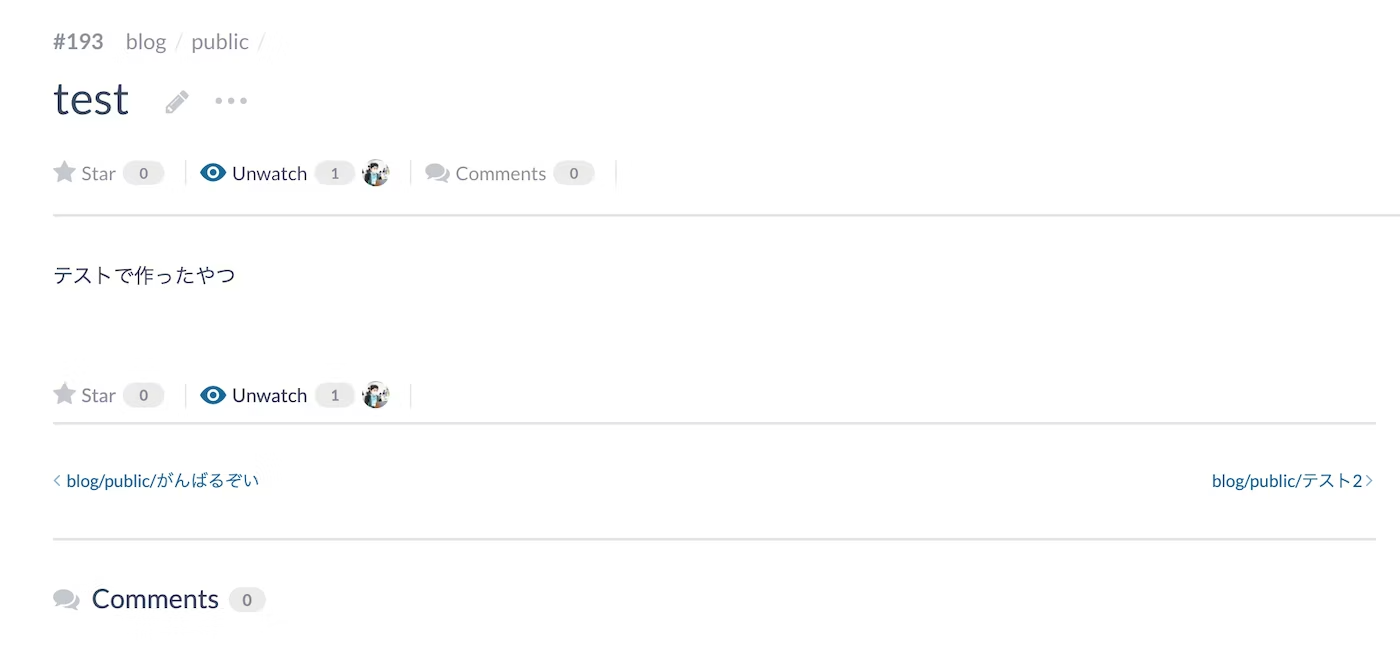 #193 blog / public /
test
Star 0 Unwatch 1 Comments 0
テストで作ったやつ
Star 0 Unwatch 1
blog/public/がんばるぞい blog/public/テスト2
Comments 0